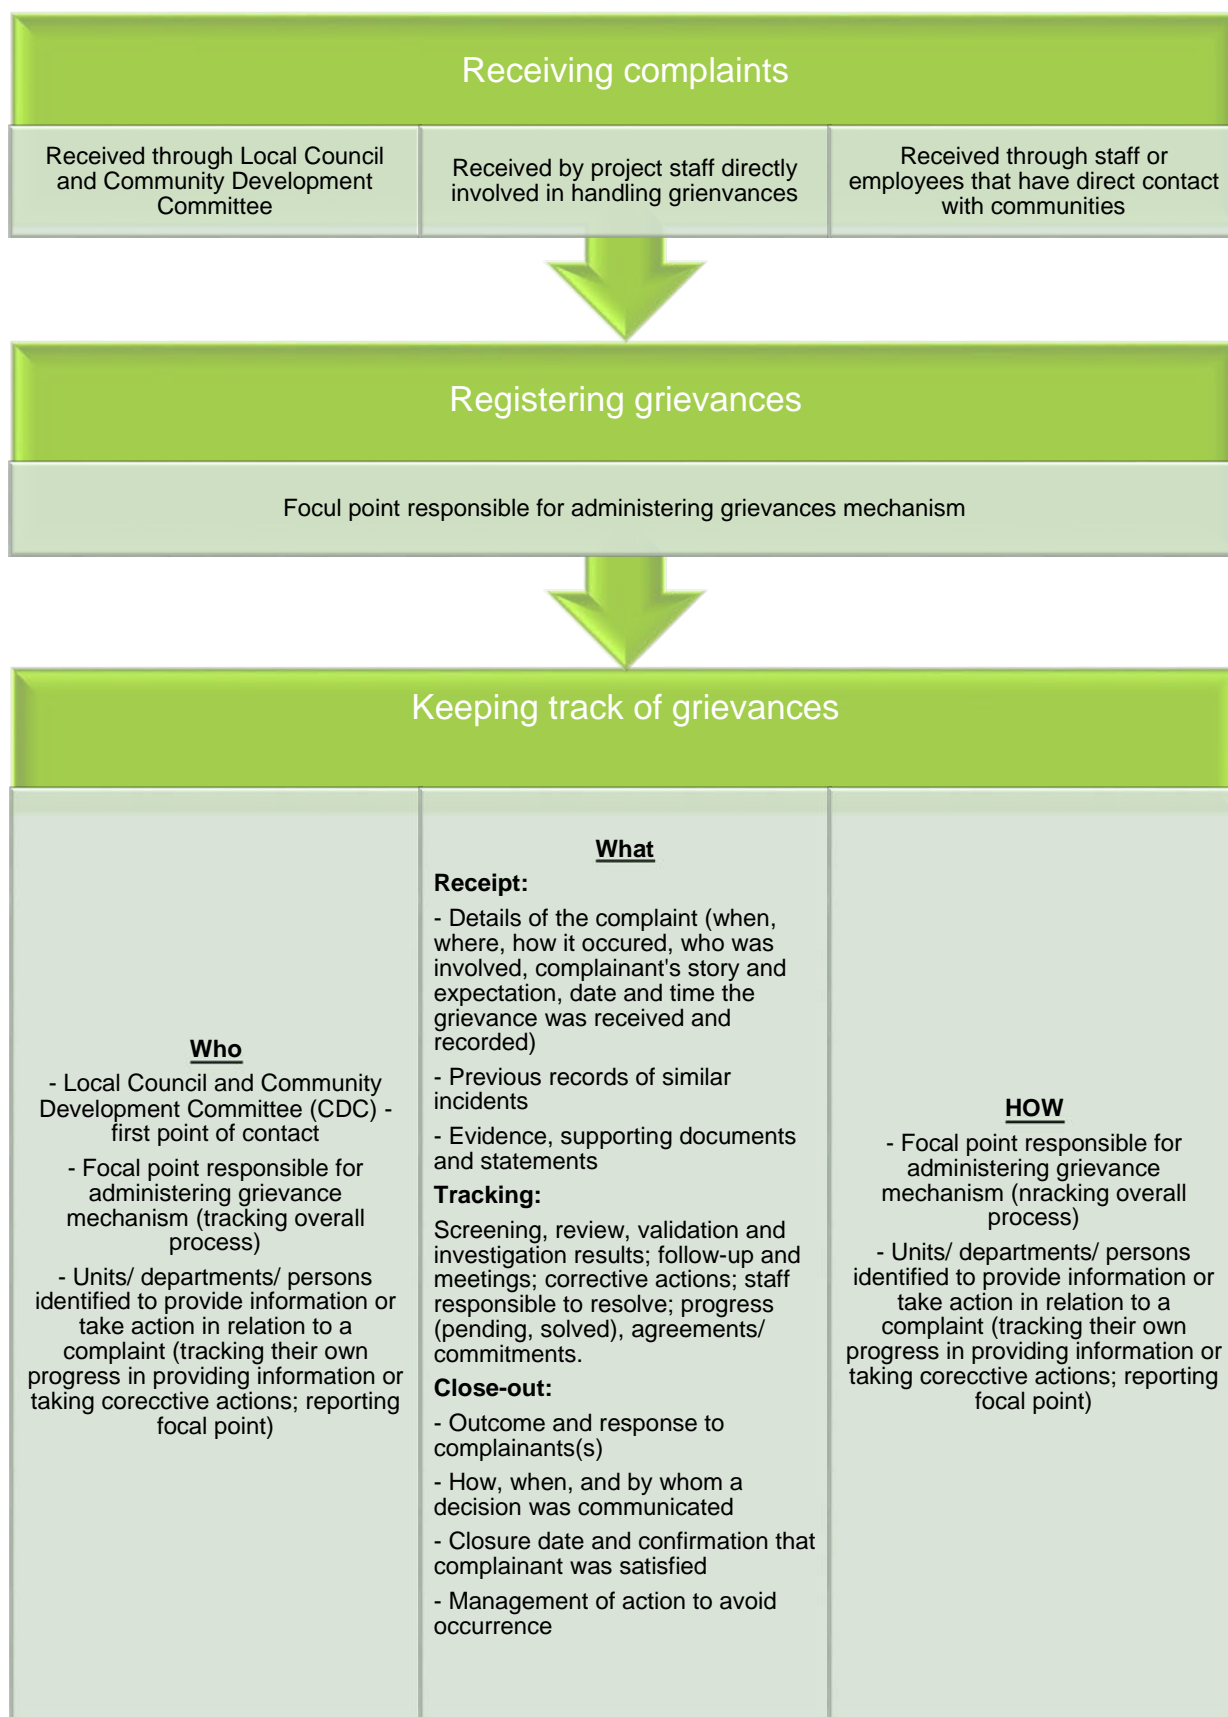 Receiving complaints
Received through Local Council
and Community Development
Committee
Received by project staff directly
involved in handling grienvances
Received through staff or
employees that have direct contact
with communities
Registering grievances
Focul point responsible for administering grievances mechanism
Keeping track of grievances
Who
- Local Council and Community
Development Committee (CDC) -
first point of contact
- Focal point responsible for
administering grievance
mechanism (tracking overall
process)
- Units/ departments/ persons
identified to provide information or
take action in relation to a
complaint (tracking their own
progress in providing information or
taking corecctive actions; reporting
focal point)
What
Receipt:
- Details of the complaint (when,
where, how it occured, who was
involved, complainant's story and
expectation, date and time the
grievance was received and
recorded)
- Previous records of similar
incidents
- Evidence, supporting documents
and statements
Tracking:
Screening, review, validation and
investigation results; follow-up and
meetings; corrective actions; staff
responsible to resolve; progress
(pending, solved), agreements/
commitments.
Close-out:
- Outcome and response to
complainants(s)
- How, when, and by whom a
decision was communicated
- Closure date and confirmation that
complainant was satisfied
- Management of action to avoid
occurrence
HOW
- Focal point responsible for
administering grievance
mechanism (nracking overall
process)
- Units/ departments/ persons
identified to provide information or
take action in relation to a
complaint (tracking their own
progress in providing information or
taking corecctive actions; reporting
focal point)